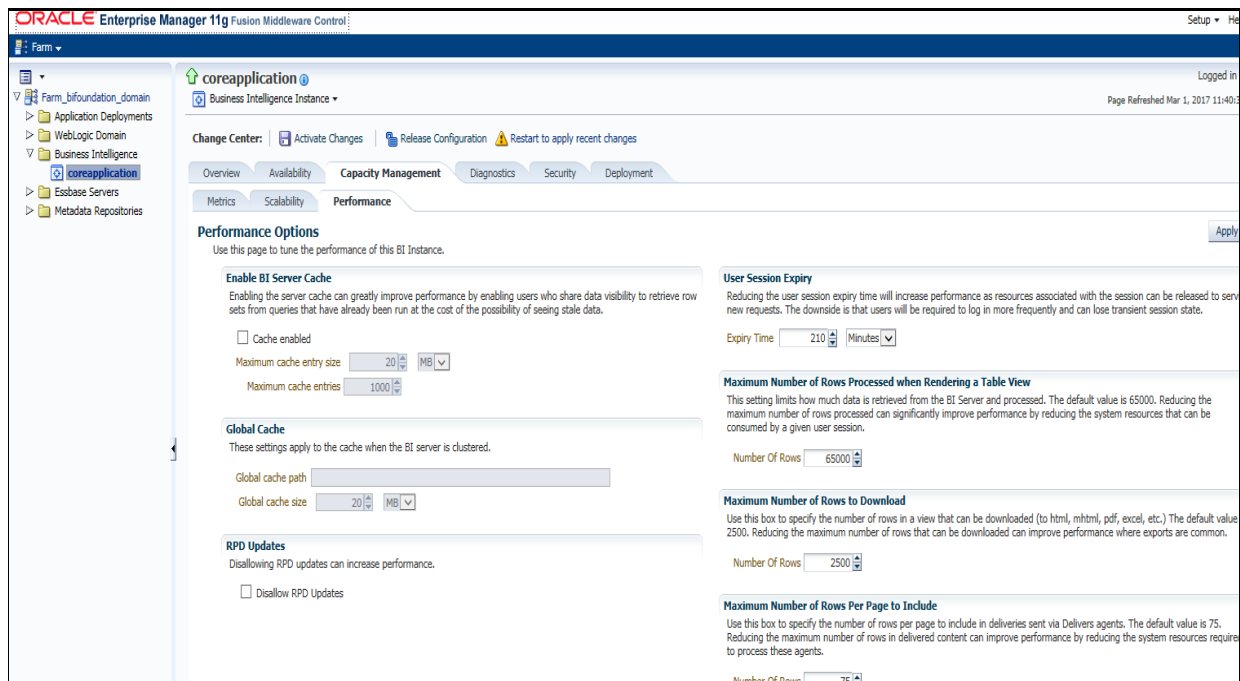 ORACLE Enterprise Manager 11g Fusion Middleware Control
Setup
Farm
Farm_bifoundation_domain
Application Deployments
WebLogic Domain
Business Intelligence
coreapplication
Essbase Servers
Metadata Repositories
coreapplication
Logged in
Business Intelligence Instance
Page Refreshed Mar 1, 2017 11:40:3
Change Center: Activate Changes Release Configuration Restart to apply recent changes
Overview Availability Capacity Management Diagnostics Security Deployment
Metrics Scalability Performance
Performance Options
Apply
Use this page to tune the performance of this BI Instance.
Enable BI Server Cache
Enabling the server cache can greatly improve performance by enabling users who share data visibility to retrieve row
sets from queries that have already been run at the cost of the possibility of seeing stale data.
Cache enabled
Maximum cache entry size 20 MB
Maximum cache entries 1000
Global Cache
These settings apply to the cache when the BI server is clustered.
Global cache path
Global cache size 20 MB
RPD Updates
Disallowing RPD updates can increase performance.
Disallow RPD Updates
User Session Expiry
Reducing the user session expiry time will increase performance as resources associated with the session can be released to serv
new requests. The downside is that users will be required to log in more frequently and can lose transient session state.
Expiry Time 210 Minutes
Maximum Number of Rows Processed when Rendering a Table View
This setting limits how much data is retrieved from the BI Server and processed. The default value is 65000. Reducing the
maximum number of rows processed can significantly improve performance by reducing the system resources that can be
consumed by a given user session.
Number Of Rows 65000
Maximum Number of Rows to Download
Use this box to specify the number of rows in a view that can be downloaded (to html, mhtml, pdf, excel, etc.) The default value
2500. Reducing the maximum number of rows that can be downloaded can improve performance where exports are common.
Number Of Rows 2500
Maximum Number of Rows Per Page to Include
Use this box to specify the number of rows per page to include in deliveries sent via Delivers agents. The default value is 75.
Reducing the maximum number of rows in delivered content can improve performance by reducing the system resources require
to process these agents.
Number Of Rows 75